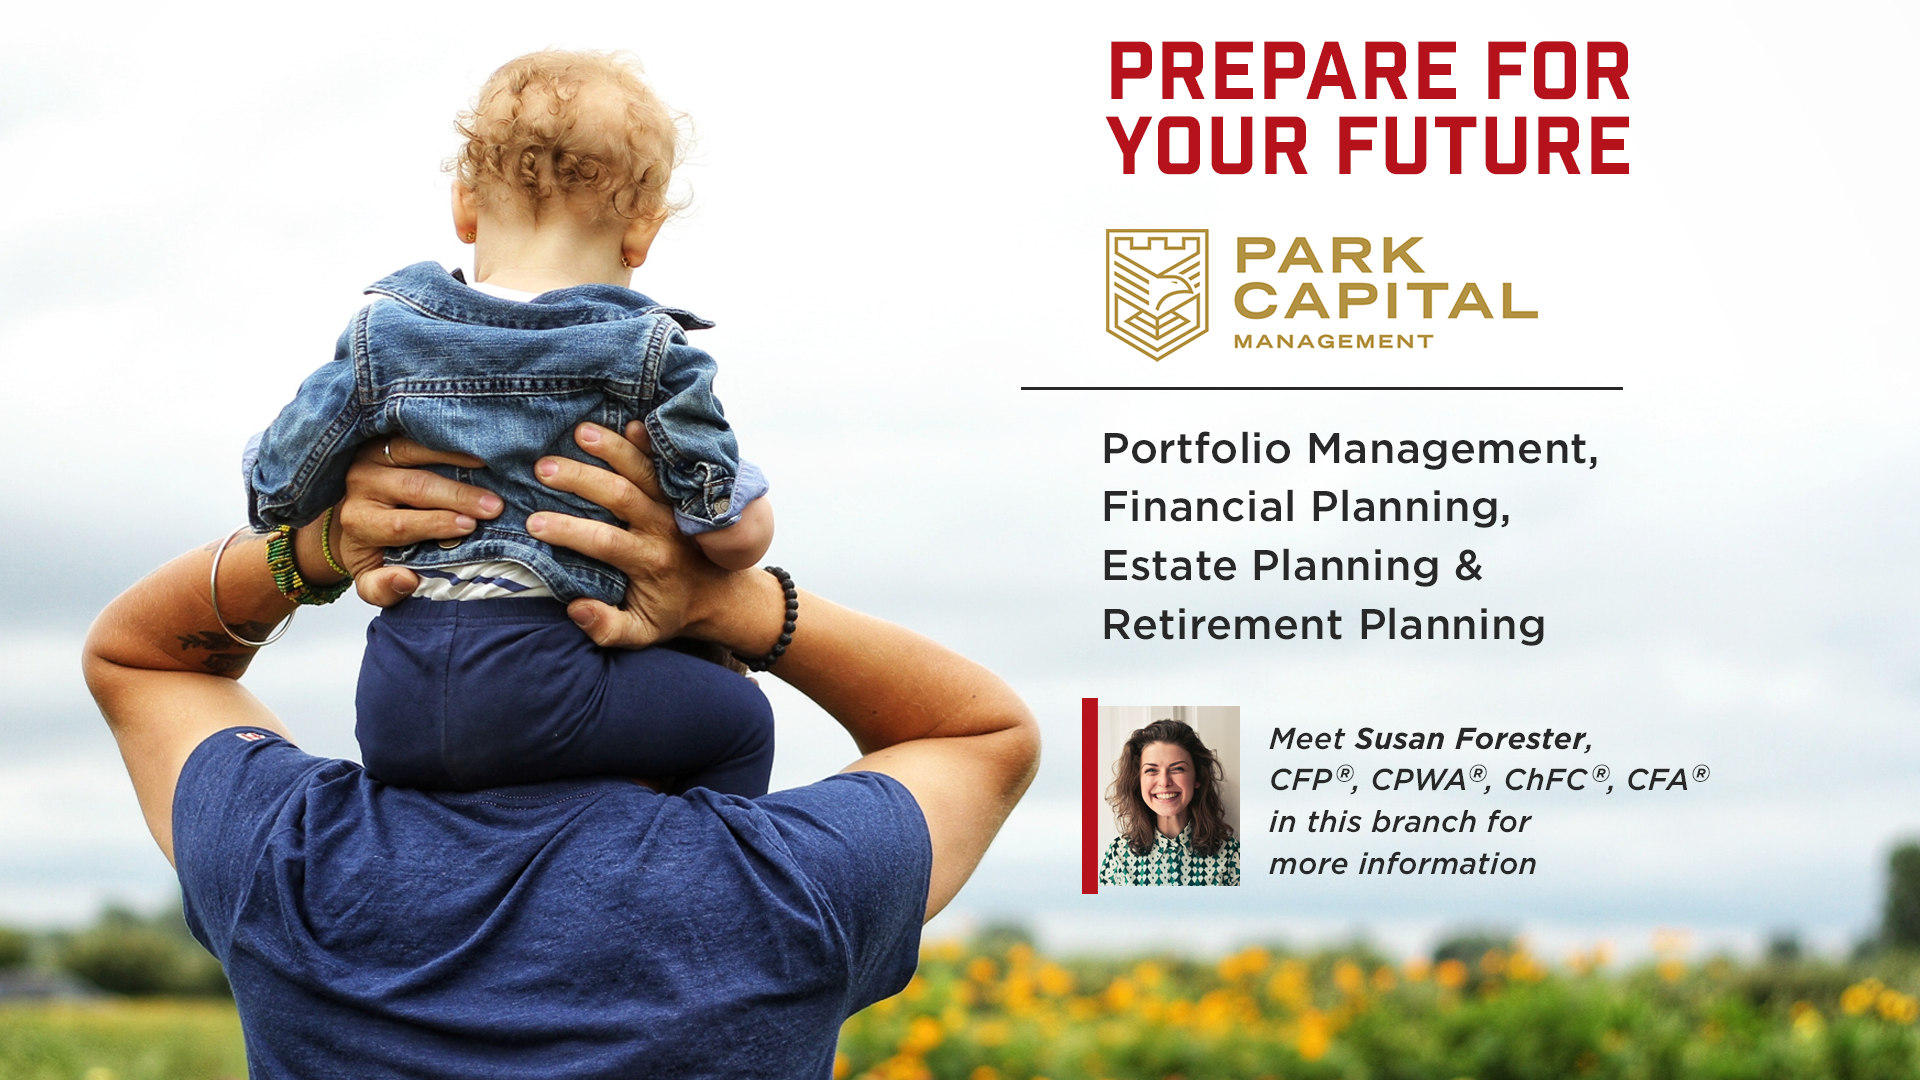 PREPARE FOR
YOUR FUTURE
PARK
CAPITAL
MANAGEMENT
Portfolio Management,
Financial Planning,
Estate Planning &
Retirement Planning
Meet Susan Forester,
CFP®, CPWA®, ChFC®, CFA®
in this branch for
more information